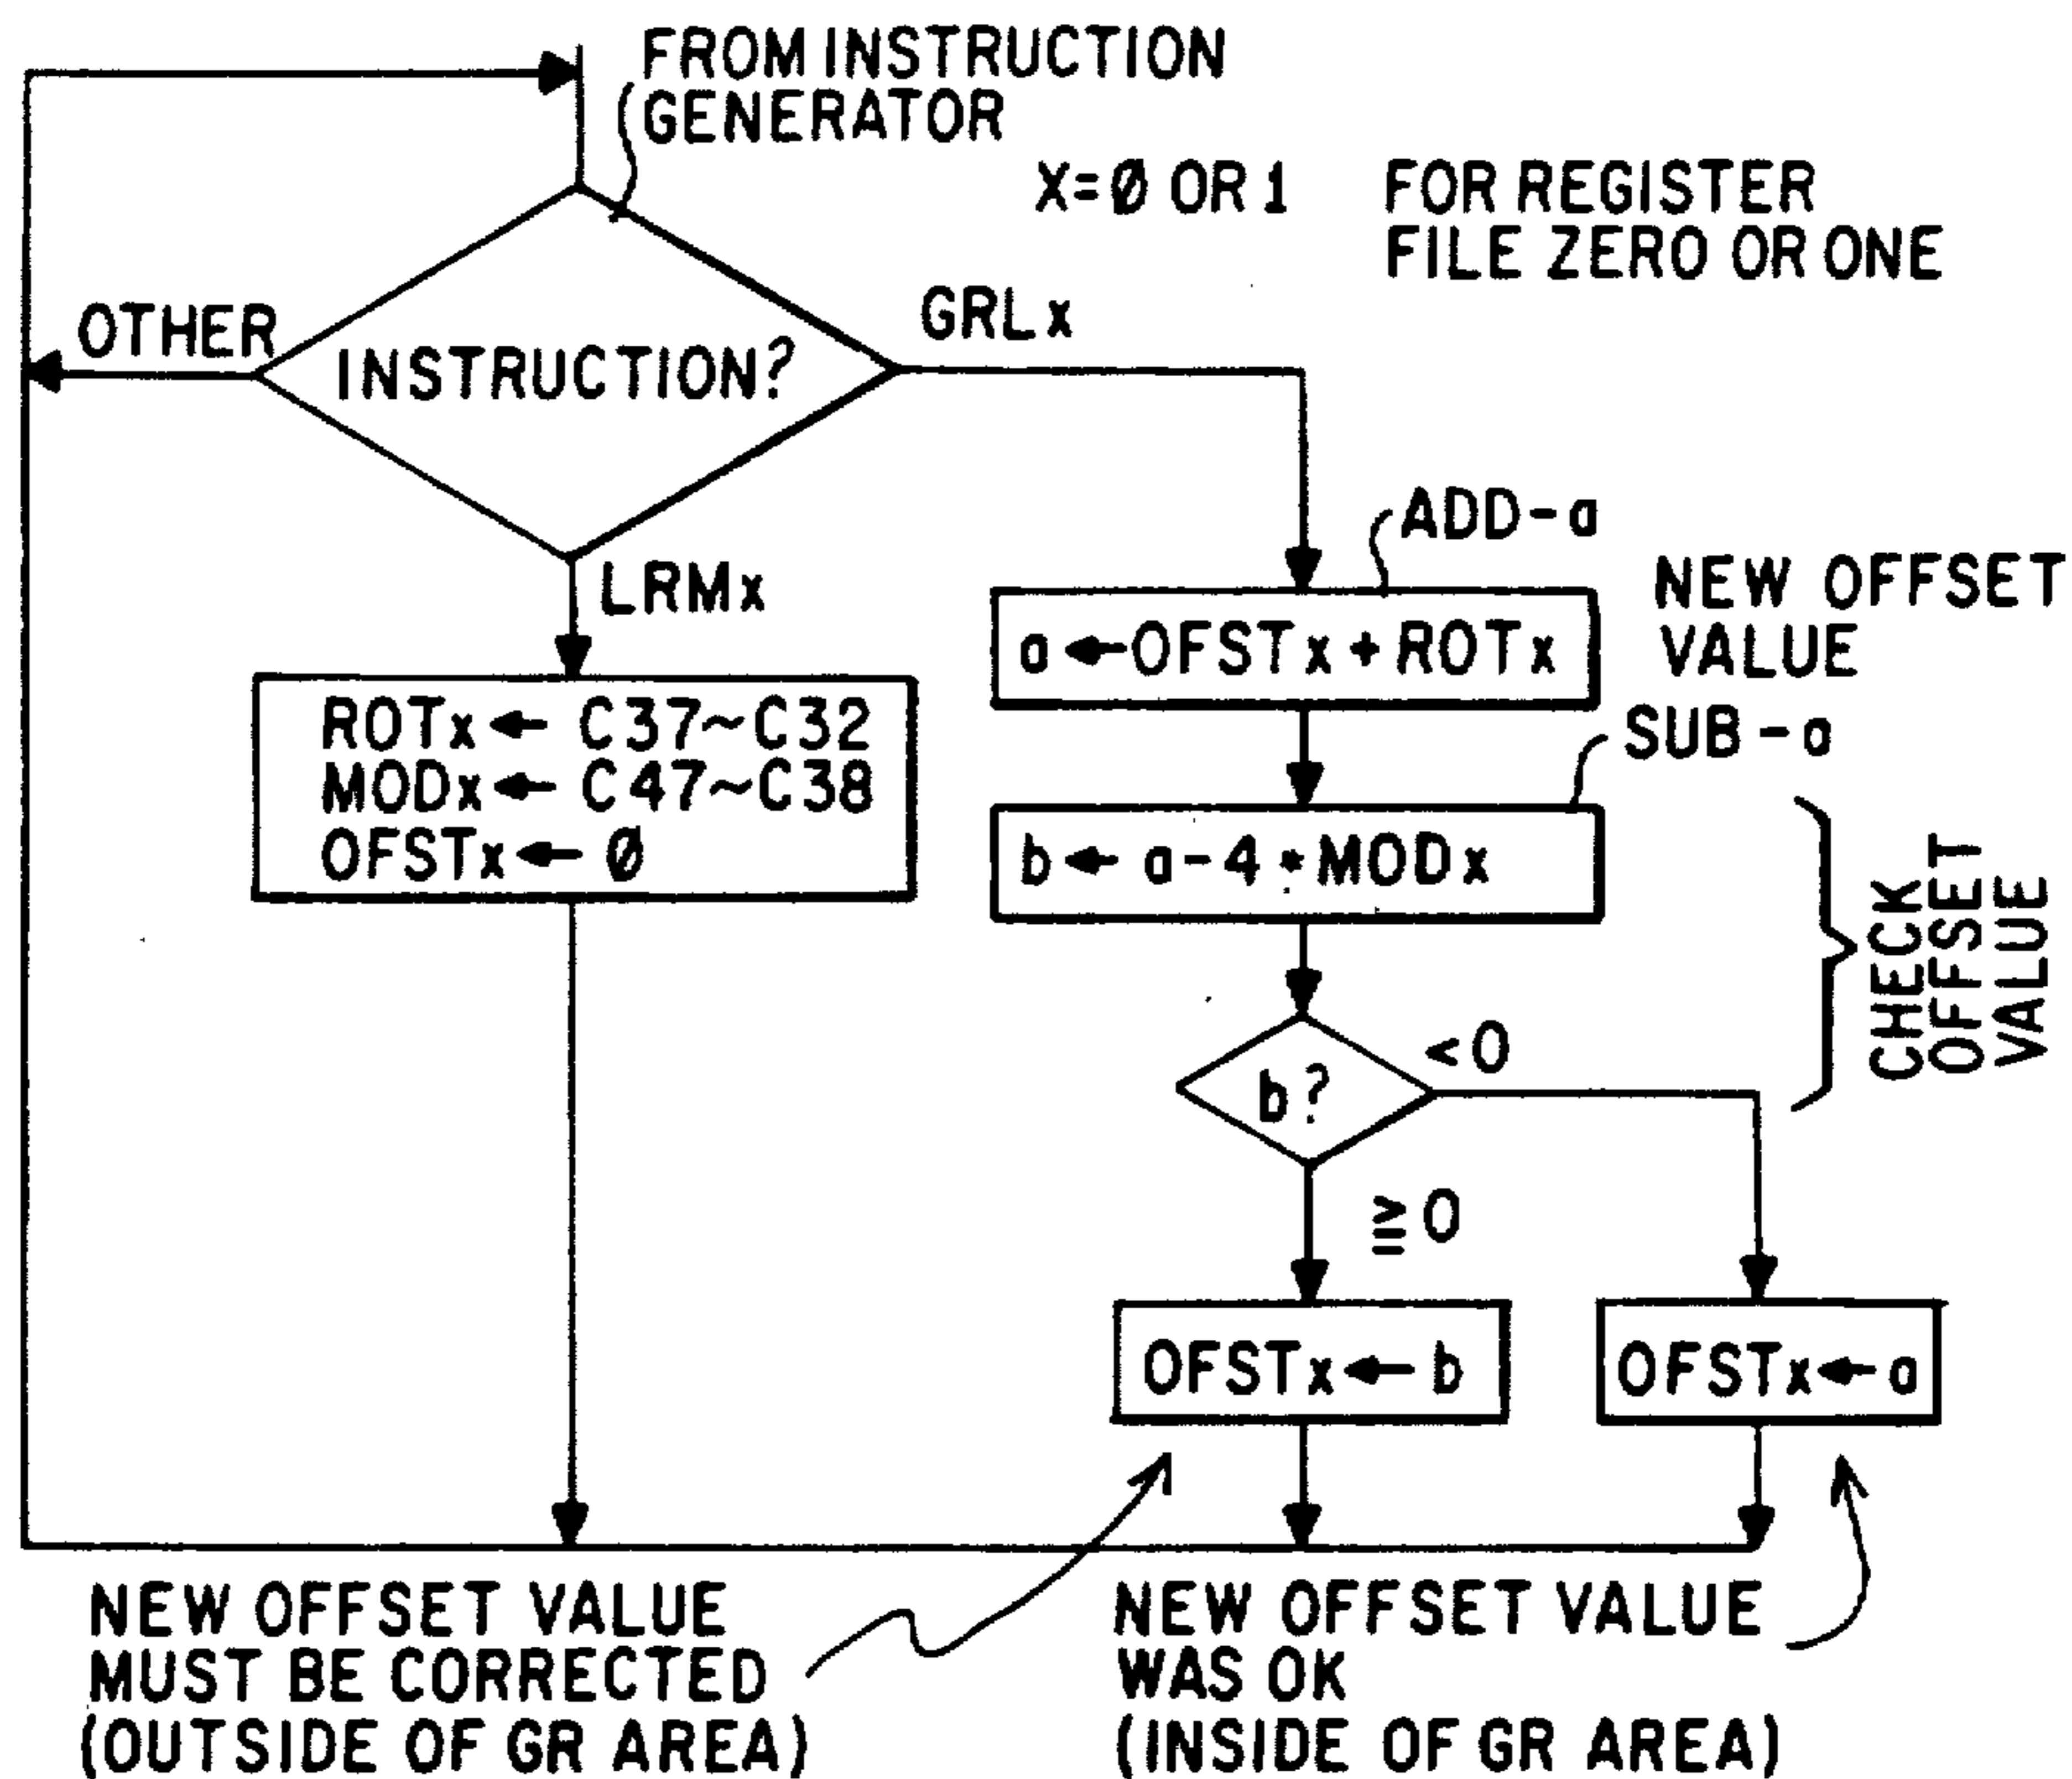 FROM INSTRUCTION
GENERATOR
X=Ø OR 1 FOR REGISTER
FILE ZERO OR ONE
OTHER
GRLx
INSTRUCTION?
LRMx
ADD-a
a←OFSTx+ROTx
NEW OFFSET
VALUE
SUB-a
ROTx← C37~C32
MODx← C47~C38
OFSTx← Ø
b← a-4*MODx
CHECK
OFFSET
VALUE
b?
<0
≧0
OFSTx←b
OFSTx←a
NEW OFFSET VALUE
MUST BE CORRECTED
(OUTSIDE OF GR AREA)
NEW OFFSET VALUE
WAS OK
(INSIDE OF GR AREA)